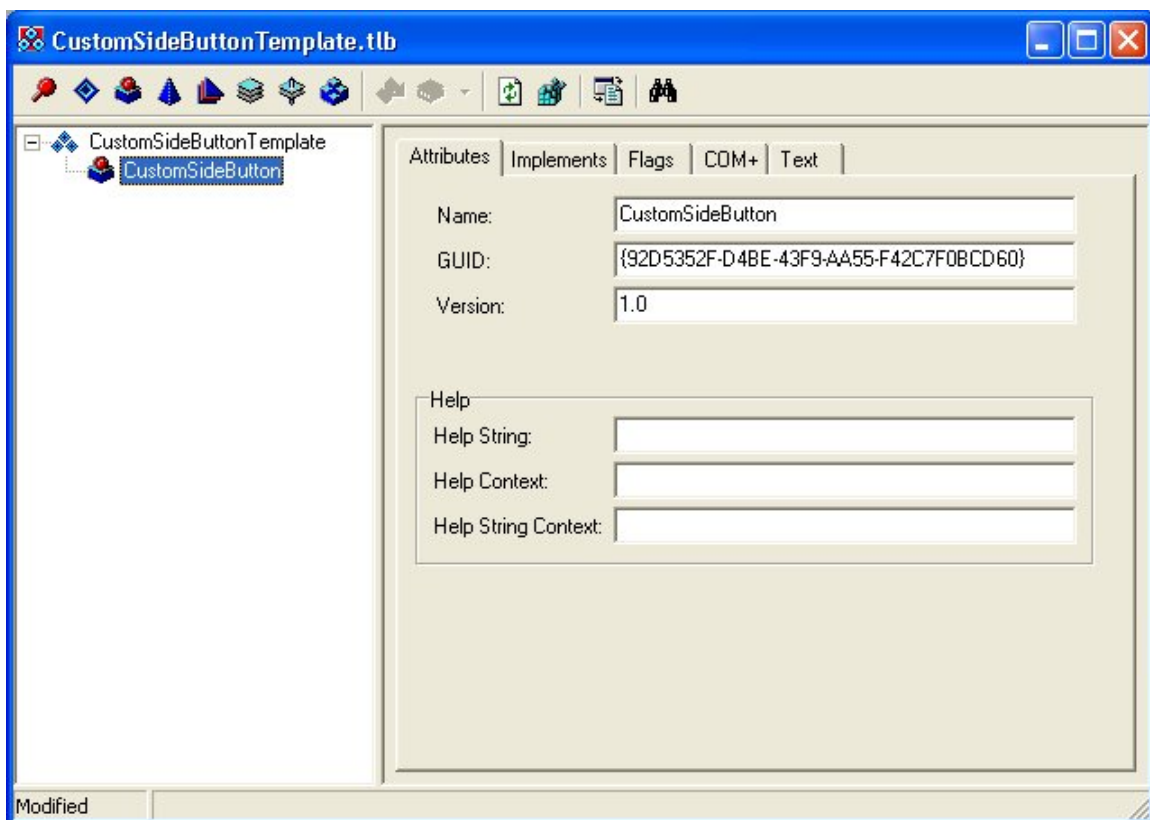 CustomSideButtonTemplate.tlb
CustomSideButtonTemplate
CustomSideButton
Attributes Implements Flags COM+ Text
Name: CustomSideButton
GUID: {92D5352F-D4BE-43F9-AA55-F42C7F0BCD60}
Version: 1.0
Help
Help String:
Help Context:
Help String Context:
Modified